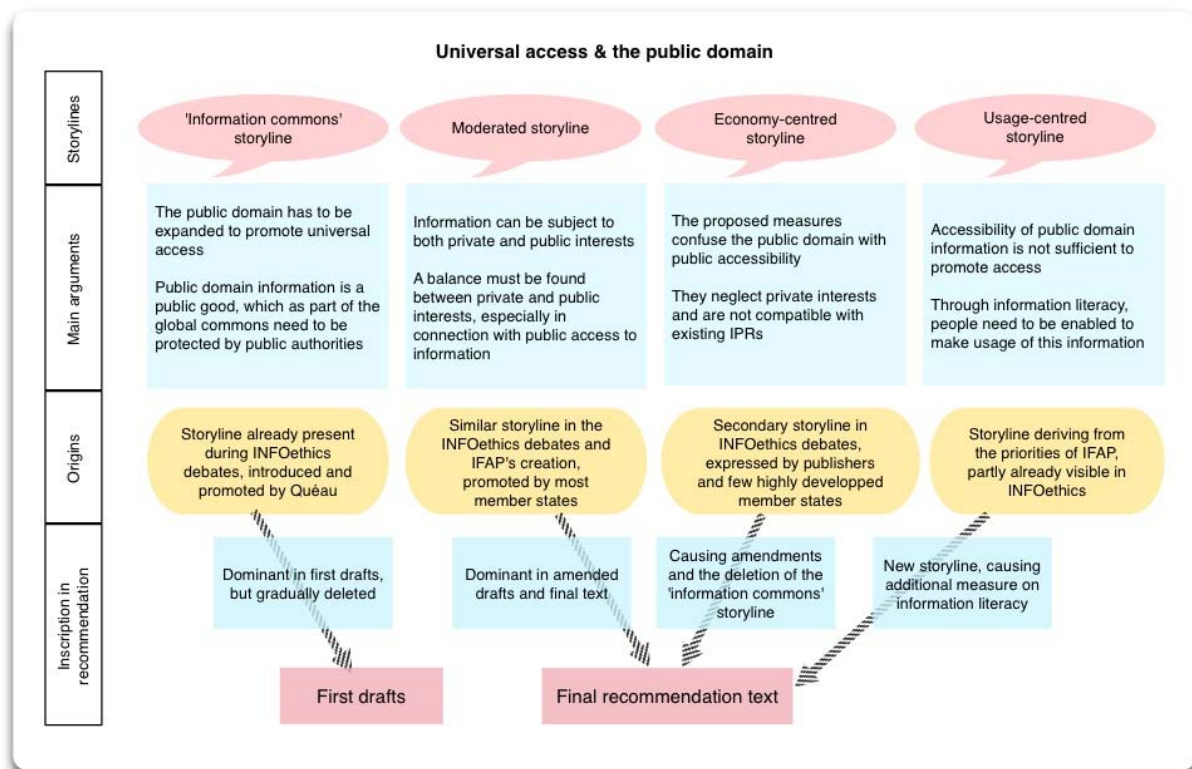 Universal access & the public domain
Storylines
'Information commons'
storyline
Moderated storyline
Economy-centred
storyline
Usage-centred
storyline
Main arguments
The public domain has to be
expanded to promote universal
access
Public domain information is a
public good, which as part of the
global commons need to be
protected by public authorities
Information can be subject to
both private and public interests
A balance must be found
between private and public
interests, especially in
connection with public access to
information
The proposed measures
confuse the public domain with
public accessibility
They neglect private interests
and are not compatible with
existing IPRs
Accessibility of public domain
information is not sufficient to
promote access
Through information literacy,
people need to be enabled to
make usage of this information
Origins
Storyline already present
during INFOethics
debates, introduced and
promoted by Quéau
Similar storyline in the
INFOethics debates and
IFAP's creation,
promoted by most
member states
Secondary storyline in
INFOethics debates,
expressed by publishers
and few highly developped
member states
Storyline deriving from
the priorities of IFAP,
partly already visible in
INFOethics
Inscription in
recommendation
Dominant in first drafts,
but gradually deleted
Dominant in amended
drafts and final text
Causing amendments
and the deletion of the
'information commons'
storyline
New storyline, causing
additional measure on
information literacy
First drafts
Final recommendation text